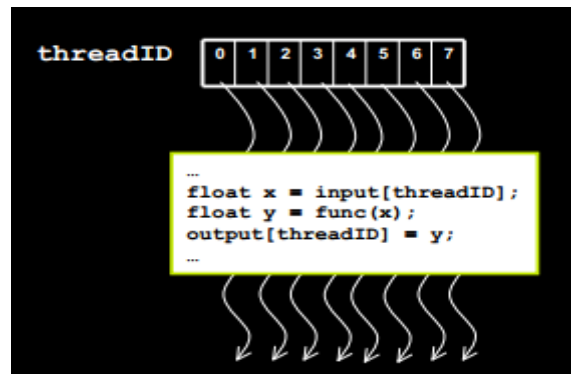 threadID 0 1 2 3 4 5 6 7
…
float x = input[threadID];
float y = func(x);
output[threadID] = y;
…